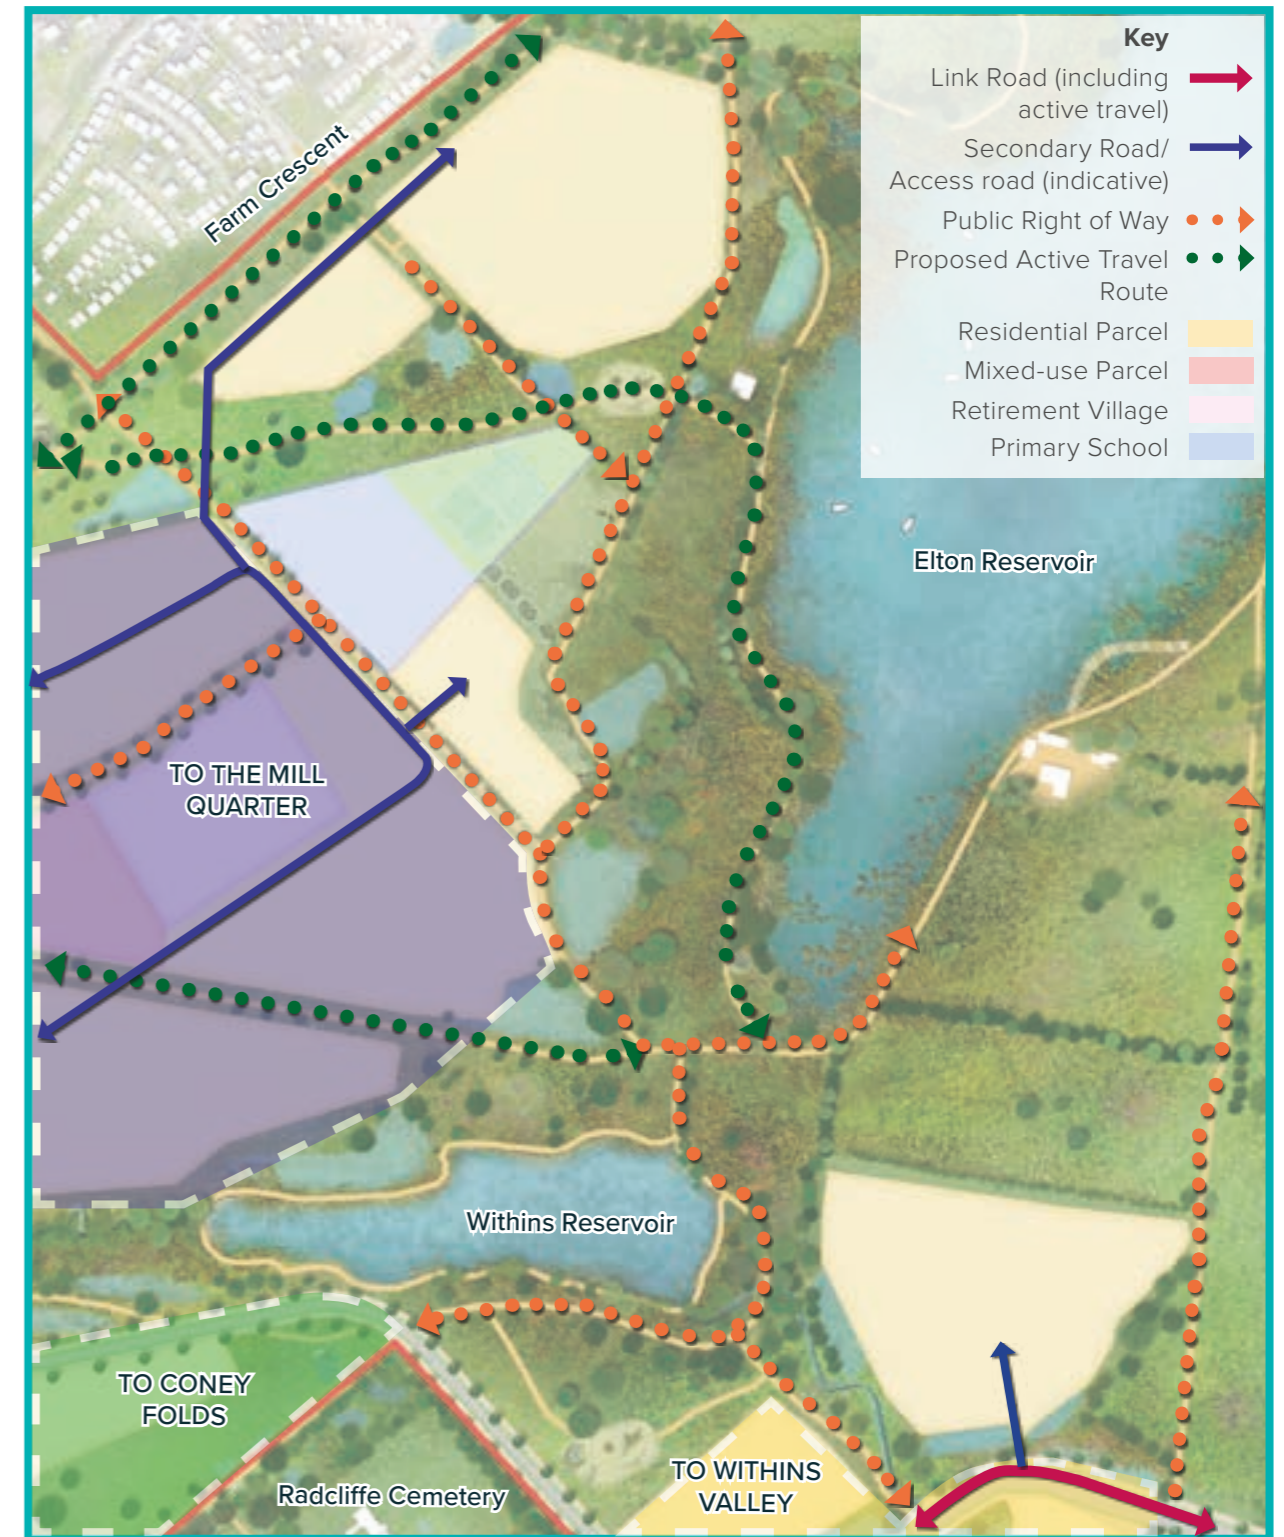 Key
Link Road (including
active travel)
Secondary Road/
Access road (indicative)
Public Right of Way
Proposed Active Travel
Route
Residential Parcel
Mixed-use Parcel
Retirement Village
Primary School
Farm Crescent
Elton Reservoir
TO THE MILL
QUARTER
Withins Reservoir
TO CONEY
FOLDS
Radcliffe Cemetery
TO WITHINS
VALLEY